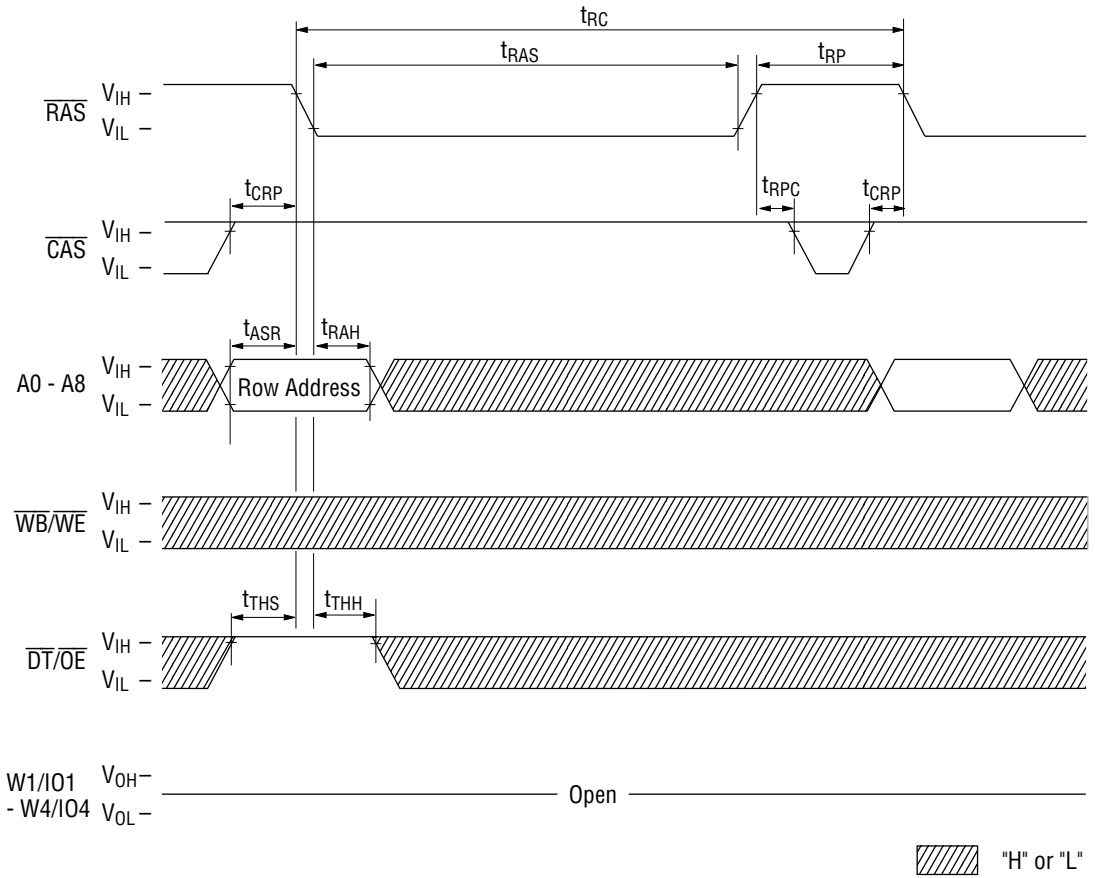 tRC
tRAS
tRP
RAS
VIH
VIL
tCRP
tRPC
tCRP
CAS
VIH
VIL
tASR
tRAH
A0 - A8
VIH
VIL
Row Address
WB/WE
VIH
VIL
tTHS
tTHH
DT/OE
VIH
VIL
W1/IO1
- W4/IO4
VOH
VOL
Open
"H" or "L"